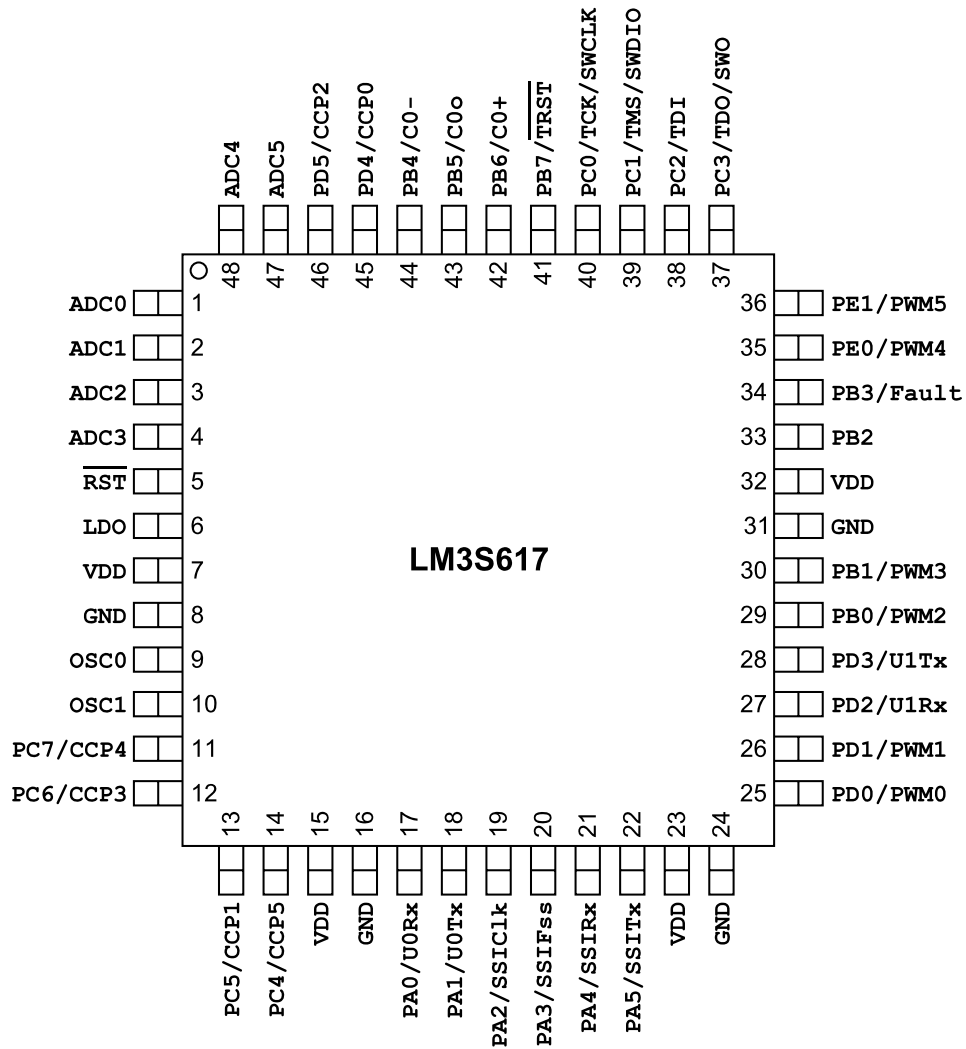 ADC4
ADC5
PD5/CCP2
PD4/CCP0
PB4/C0-
PB5/C0o
PB6/C0+
PB7/TRST
PC0/TCK/SWCLK
PC1/TMS/SWDIO
PC2/TDI
PC3/TDO/SWO
48 47 46 45 44 43 42 41 40 39 38 37
ADC0 1 36 PE1/PWM5
ADC1 2 35 PE0/PWM4
ADC2 3 34 PB3/Fault
ADC3 4 33 PB2
RST 5 32 VDD
LDO 6 31 GND
LM3S617
VDD 7 30 PB1/PWM3
GND 8 29 PB0/PWM2
OSC0 9 28 PD3/U1Tx
OSC1 10 27 PD2/U1Rx
PC7/CCP4 11 26 PD1/PWM1
PC6/CCP3 12 25 PD0/PWM0
13 14 15 16 17 18 19 20 21 22 23 24
PC5/CCP1
PC4/CCP5
VDD
GND
PA0/U0Rx
PA1/U0Tx
PA2/SSIClk
PA3/SSIFss
PA4/SSIRx
PA5/SSITx
VDD
GND